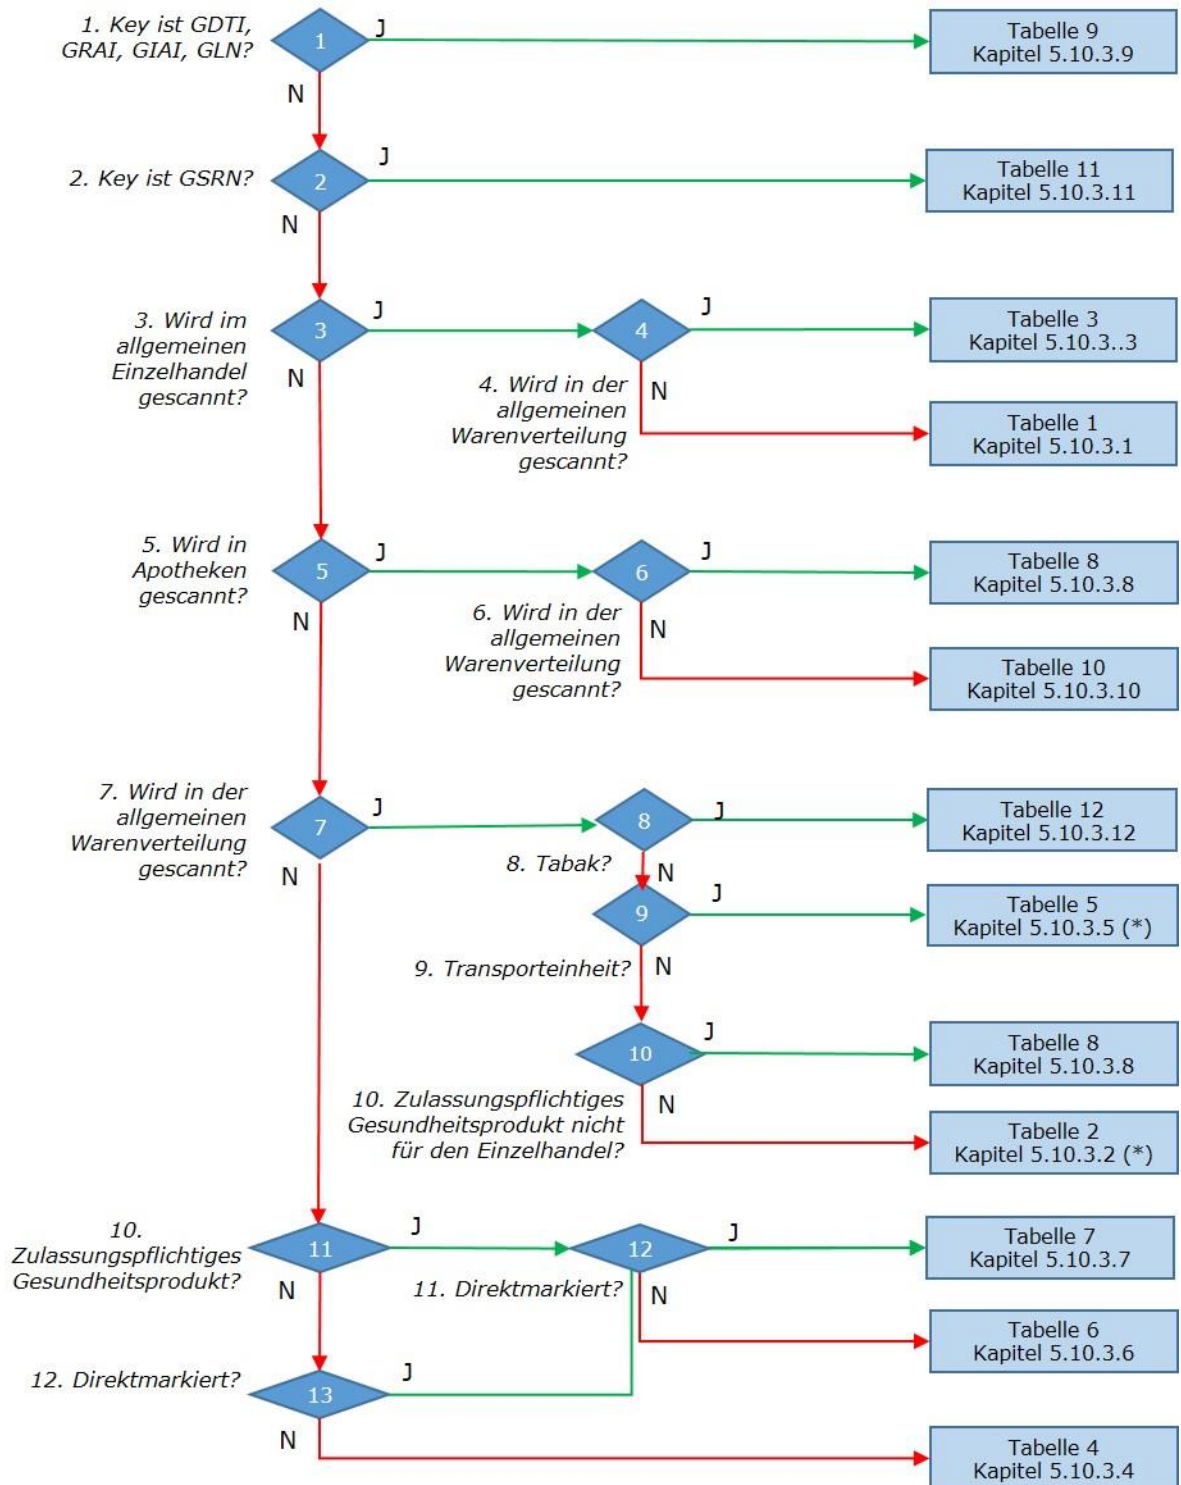 1. Key ist GDTI,
GRAI, GIAI, GLN?
1
J
N
Tabelle 9
Kapitel 5.10.3.9
2. Key ist GSRN?
2
J
N
Tabelle 11
Kapitel 5.10.3.11
3. Wird im
allgemeinen
Einzelhandel
gescannt?
3
J
N
4
J
N
4. Wird in der
allgemeinen
Warenverteilung
gescannt?
Tabelle 3
Kapitel 5.10.3..3
Tabelle 1
Kapitel 5.10.3.1
5. Wird in
Apotheken
gescannt?
5
J
N
6
J
N
6. Wird in der
allgemeinen
Warenverteilung
gescannt?
Tabelle 8
Kapitel 5.10.3.8
Tabelle 10
Kapitel 5.10.3.10
7. Wird in der
allgemeinen
Warenverteilung
gescannt?
7
J
N
8
J
8. Tabak?
N
Tabelle 12
Kapitel 5.10.3.12
9
J
9. Transporteinheit?
N
Tabelle 5
Kapitel 5.10.3.5 (*)
10
J
N
10. Zulassungspflichtiges
Gesundheitsprodukt nicht
für den Einzelhandel?
Tabelle 8
Kapitel 5.10.3.8
Tabelle 2
Kapitel 5.10.3.2 (*)
10.
Zulassungspflichtiges
Gesundheitsprodukt?
11
J
N
12
J
11. Direktmarkiert?
N
Tabelle 7
Kapitel 5.10.3.7
Tabelle 6
Kapitel 5.10.3.6
12. Direktmarkiert?
13
J
N
Tabelle 4
Kapitel 5.10.3.4